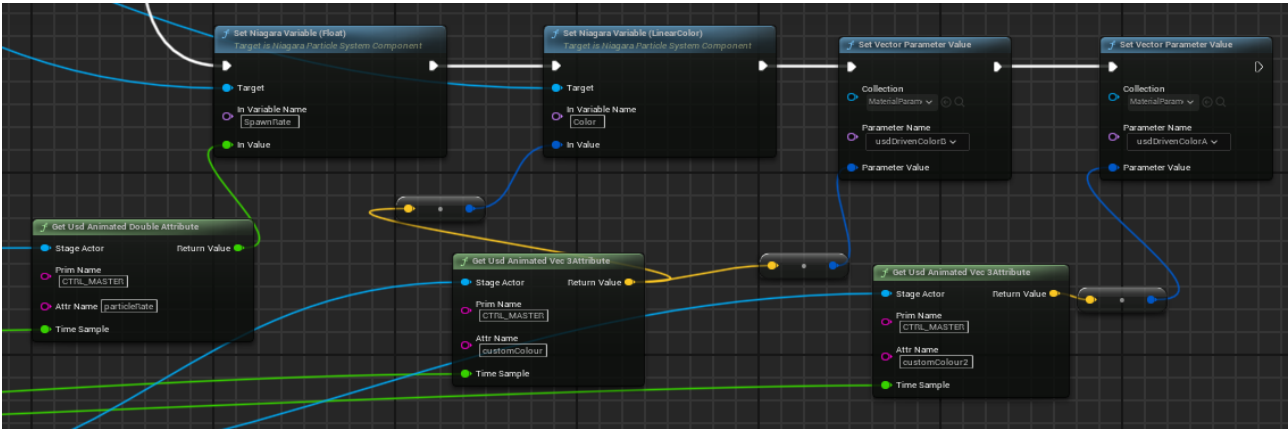 Set Niagara Variable (Float)
Target is Niagara Particle System Component
Target
In Variable Name
SpawnRate
In Value
Set Niagara Variable (LinearColor)
Target is Niagara Particle System Component
Target
In Variable Name
Color
In Value
Set Vector Parameter Value
Collection
MaterialParam
Parameter Name
usdDrivenColorB
Parameter Value
Set Vector Parameter Value
Collection
MaterialParam
Parameter Name
usdDrivenColorA
Parameter Value
Get Usd Animated Double Attribute
Stage Actor Return Value
Prim Name
CTRL_MASTER
Attr Name particleRate
Time Sample
Get Usd Animated Vec 3Attribute
Stage Actor Return Value
Prim Name
CTRL_MASTER
Attr Name
customColour
Time Sample
Get Usd Animated Vec 3Attribute
Stage Actor Return Value
Prim Name
CTRL_MASTER
Attr Name
customColour2
Time Sample